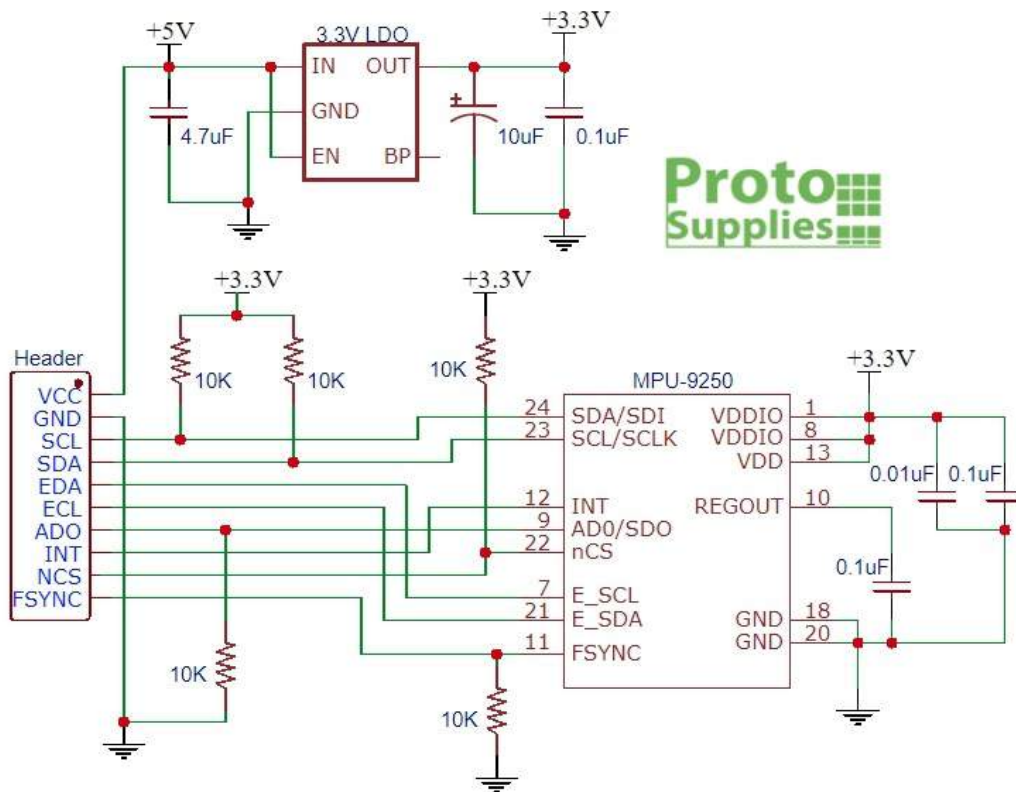 +5V
3.3V LDO
+3.3V
IN
OUT
GND
EN
BP
4.7uF
10uF
0.1uF
Proto
Supplies
+3.3V
+3.3V
10K
10K
10K
+3.3V
Header
VCC
GND
SCL
SDA
EDA
ECL
ADO
INT
NCS
FSYNC
MPU-9250
24
SDA/SDI
23
SCL/SCLK
12
INT
9
AD0/SDO
22
nCS
7
E_SCL
21
E_SDA
11
FSYNC
VDDIO
1
VDDIO
8
VDD
13
REGOUT
10
GND
18
GND
20
0.01uF
0.1uF
0.1uF
10K
10K